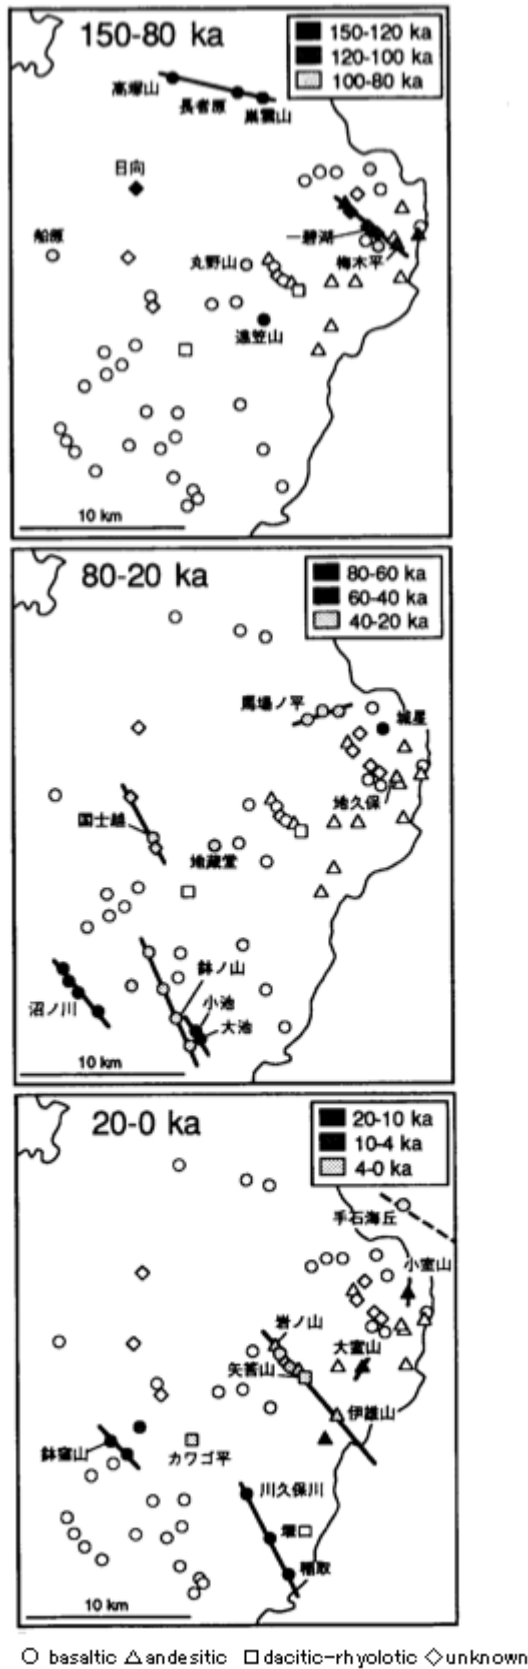 150-80 ka
150-120 ka
120-100 ka
100-80 ka
高塚山
長者原
巣雲山
日向
一碧湖
船原
丸野山
梅木平
遠笠山
10 km
80-20 ka
80-60 ka
60-40 ka
40-20 ka
馬場ノ平
城星
地久保
国士越
地蔵堂
鉢ノ山
小池
沼ノ川
大池
10 km
20-0 ka
20-10 ka
10-4 ka
4-0 ka
手石海丘
小室山
岩ノ山
大室山
矢筈山
伊雄山
鉢窪山
カワゴ平
川久保川
堰口
稲取
10 km
basaltic andesitic dacitic-rhyolotic unknown